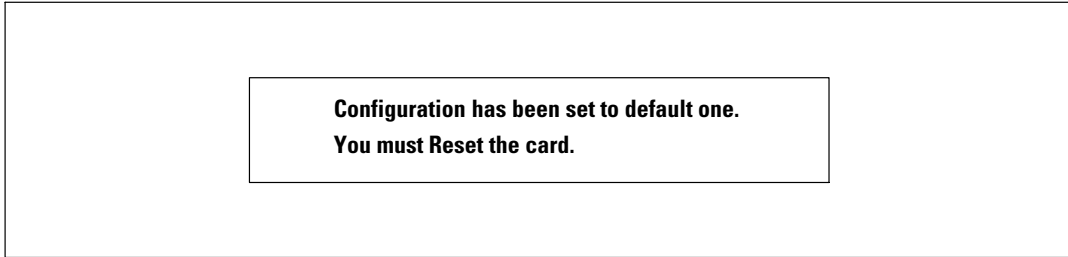 Configuration has been set to default one.
You must Reset the card.